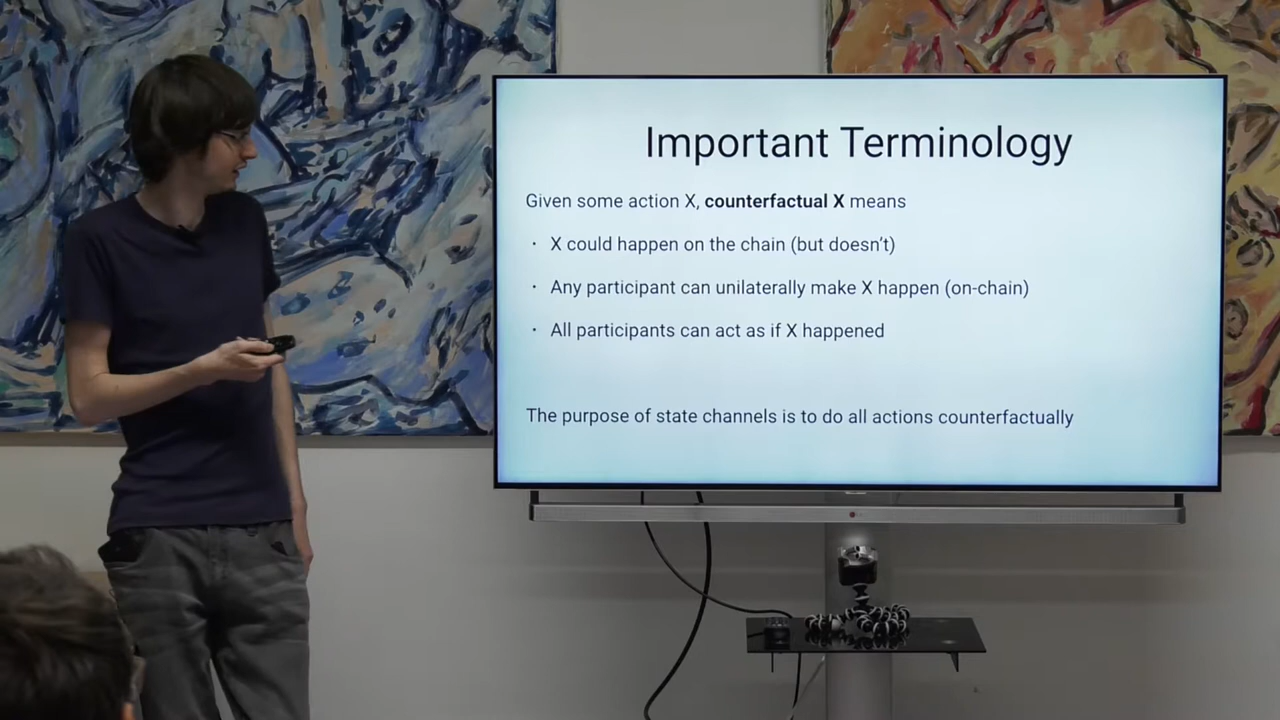 Important Terminology
Given some action X, counterfactual X means
· X could happen on the chain (but doesn't)
· Any participant can unilaterally make X happen (on-chain)
· All participants can act as if X happened
The purpose of state channels is to do all actions counterfactually